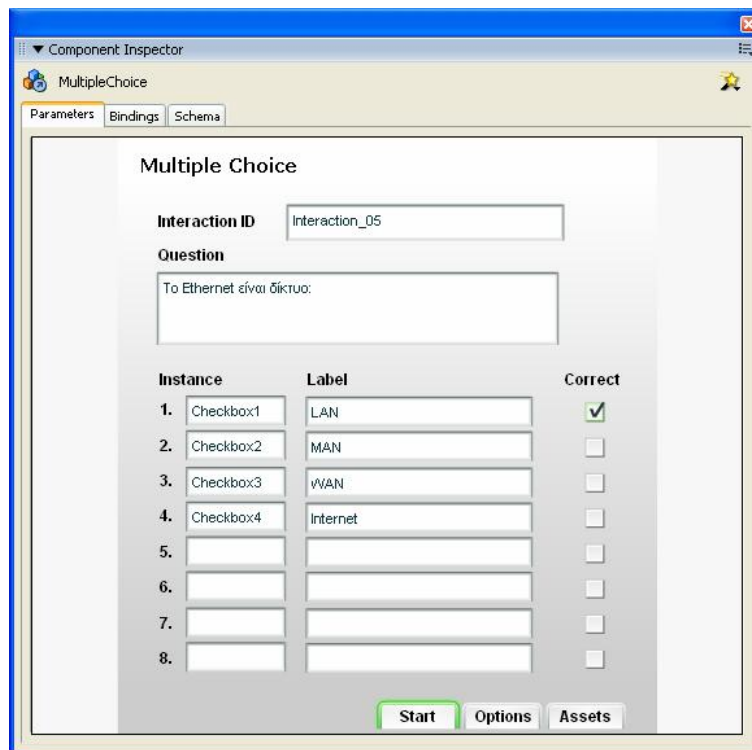 Component Inspector
MultipleChoice
Parameters Bindings Schema
Multiple Choice
Interaction ID Interaction_05
Question
Το Ethernet είναι δίκτυο:
Instance Label Correct
1. Checkbox1 LAN
2. Checkbox2 MAN
3. Checkbox3 WAN
4. Checkbox4 Internet
5.
6.
7.
8.
Start Options Assets